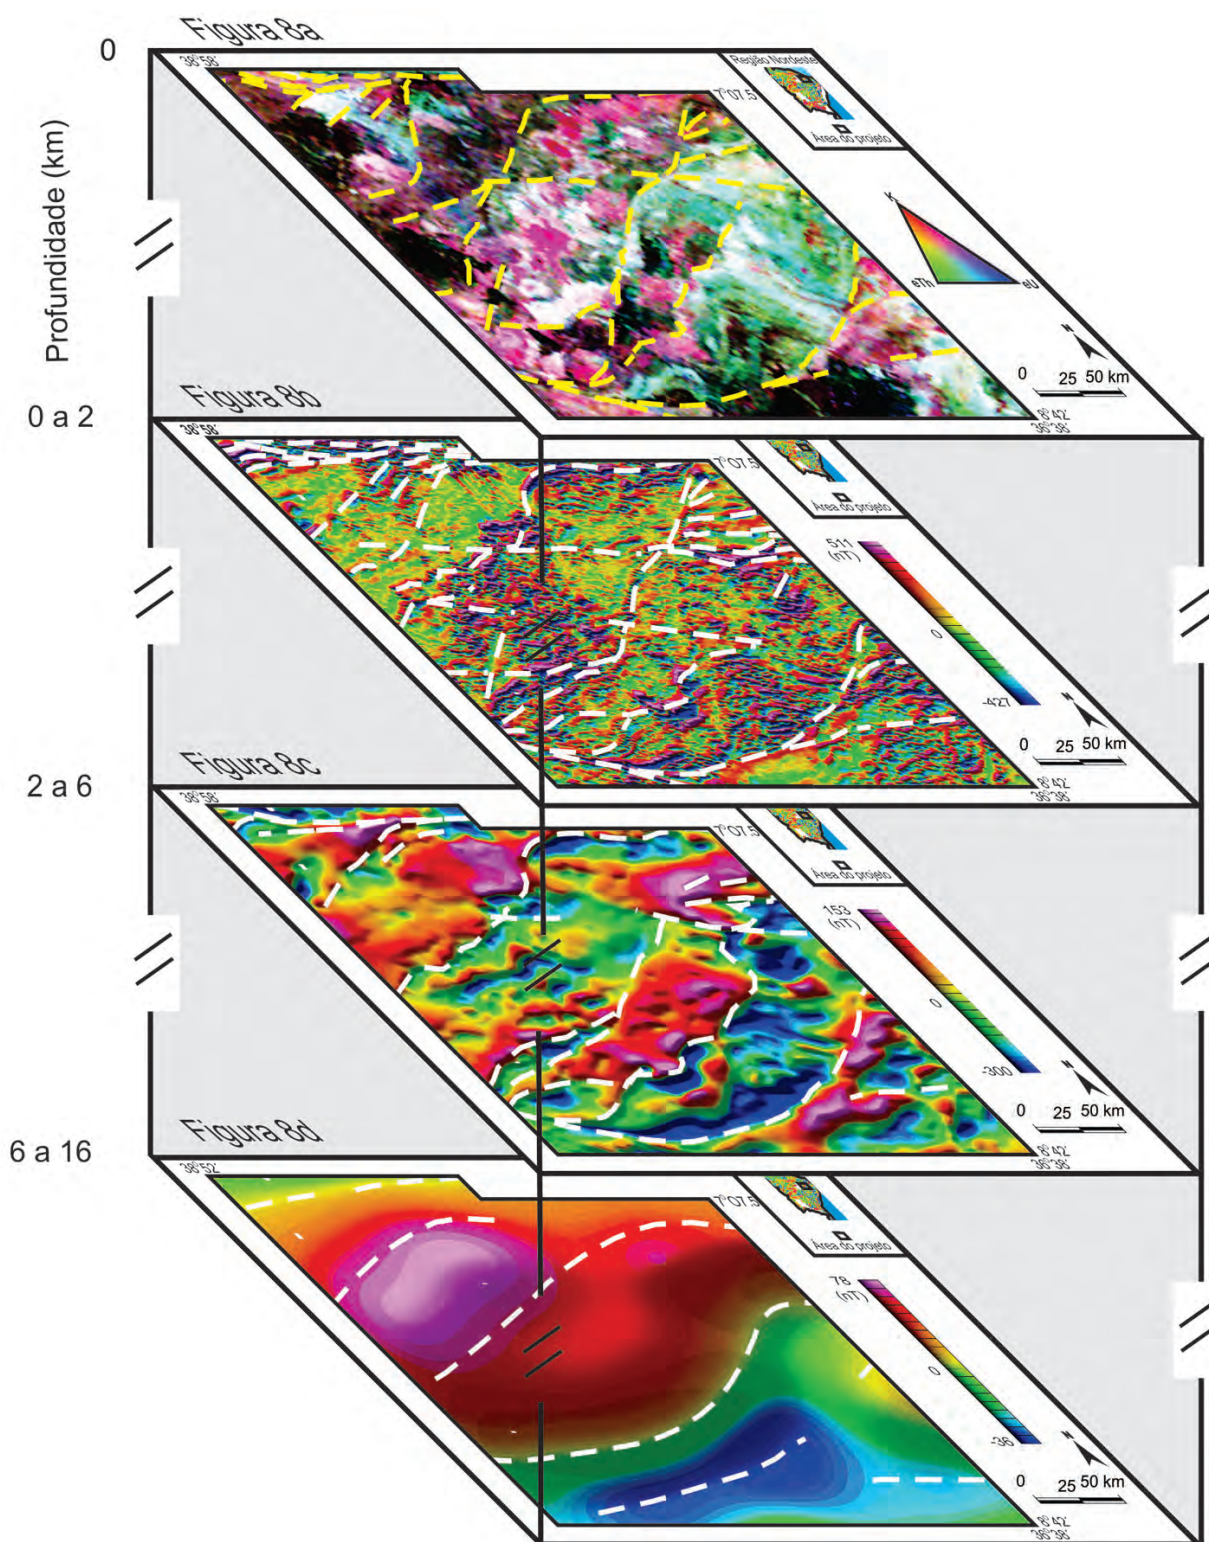 Profundidade (km)
0
Figura 8a
38°58'
7°07.5'
Região Nordeste
Área do projeto
K
eTh
eU
N
0 25 50 km
8°42'
36°38'
0 a 2
Figura 8b
38°58'
7°07.5'
Área do projeto
511
(nT)
0
-427
N
0 25 50 km
8°42'
36°38'
2 a 6
Figura 8c
38°58'
7°07.5'
Área do projeto
153
(nT)
0
-300
N
0 25 50 km
8°42'
36°38'
6 a 16
Figura 8d
38°52'
7°07.5'
Área do projeto
78
(nT)
0
-36
N
0 25 50 km
8°42'
36°38'